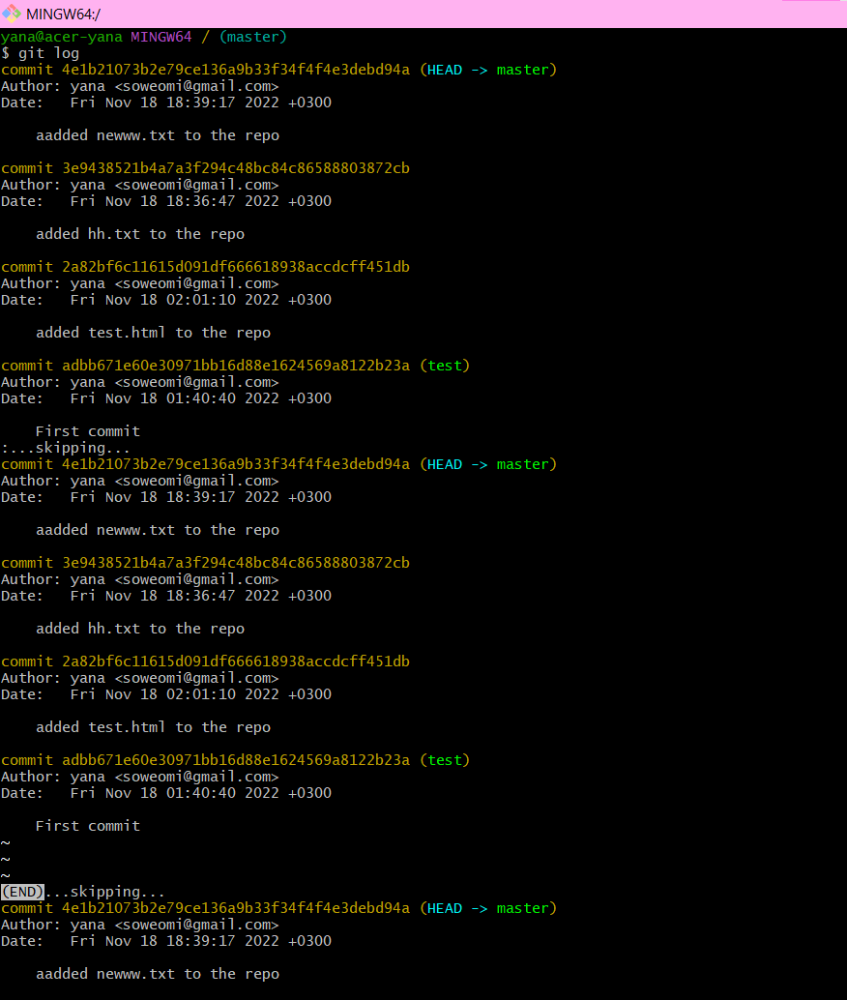 MINGW64:/
yana@acer-yana MINGW64 / (master)
$ git log
commit 4e1b21073b2e79ce136a9b33f34f4f4e3debd94a (HEAD -> master)
Author: yana <soweomi@gmail.com>
Date:   Fri Nov 18 18:39:17 2022 +0300

    aadded newww.txt to the repo

commit 3e9438521b4a7a3f294c48bc84c86588803872cb
Author: yana <soweomi@gmail.com>
Date:   Fri Nov 18 18:36:47 2022 +0300

    added hh.txt to the repo

commit 2a82bf6c11615d091df666618938accdcff451db
Author: yana <soweomi@gmail.com>
Date:   Fri Nov 18 02:01:10 2022 +0300

    added test.html to the repo

commit adbb671e60e30971bb16d88e1624569a8122b23a (test)
Author: yana <soweomi@gmail.com>
Date:   Fri Nov 18 01:40:40 2022 +0300

    First commit
:...skipping...
commit 4e1b21073b2e79ce136a9b33f34f4f4e3debd94a (HEAD -> master)
Author: yana <soweomi@gmail.com>
Date:   Fri Nov 18 18:39:17 2022 +0300

    aadded newww.txt to the repo

commit 3e9438521b4a7a3f294c48bc84c86588803872cb
Author: yana <soweomi@gmail.com>
Date:   Fri Nov 18 18:36:47 2022 +0300

    added hh.txt to the repo

commit 2a82bf6c11615d091df666618938accdcff451db
Author: yana <soweomi@gmail.com>
Date:   Fri Nov 18 02:01:10 2022 +0300

    added test.html to the repo

commit adbb671e60e30971bb16d88e1624569a8122b23a (test)
Author: yana <soweomi@gmail.com>
Date:   Fri Nov 18 01:40:40 2022 +0300

    First commit
~
~
~
(END)...skipping...
commit 4e1b21073b2e79ce136a9b33f34f4f4e3debd94a (HEAD -> master)
Author: yana <soweomi@gmail.com>
Date:   Fri Nov 18 18:39:17 2022 +0300

    aadded newww.txt to the repo